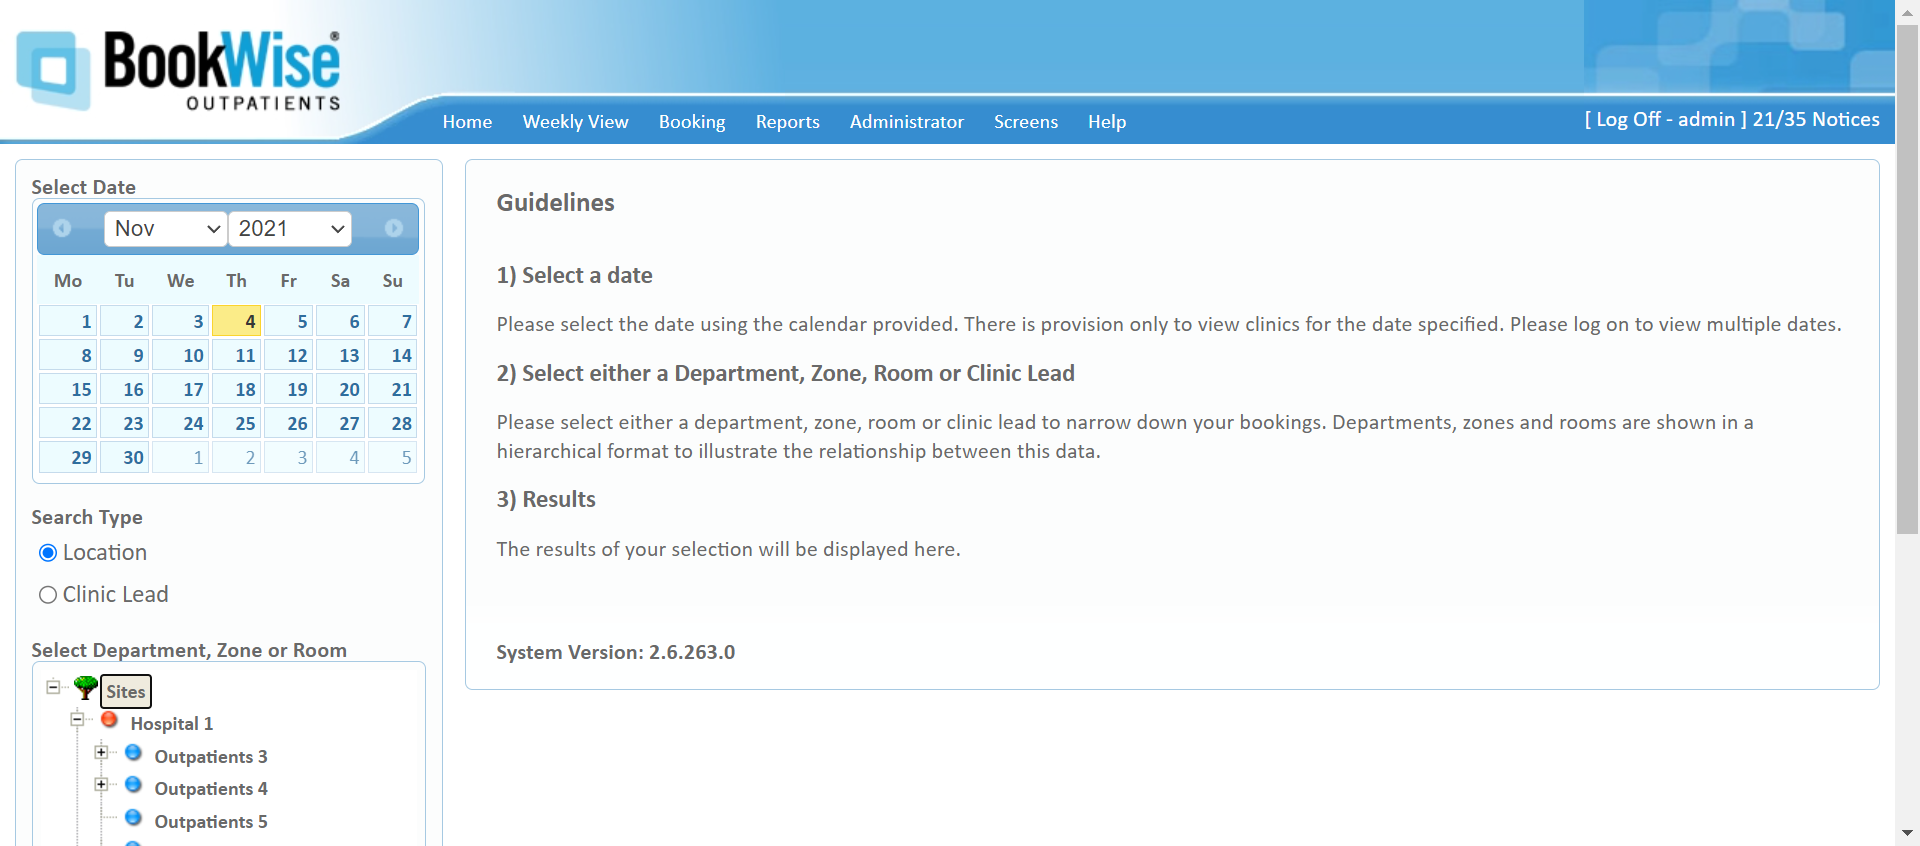 BookWise®
OUTPATIENTS
Home Weekly View Booking Reports Administrator Screens Help
[ Log Off - admin ] 21/35 Notices
Select Date
Nov 2021
Mo Tu We Th Fr Sa Su
1 2 3 4 5 6 7
8 9 10 11 12 13 14
15 16 17 18 19 20 21
22 23 24 25 26 27 28
29 30 1 2 3 4 5
Search Type
Location
Clinic Lead
Select Department, Zone or Room
Sites
Hospital 1
Outpatients 3
Outpatients 4
Outpatients 5
Guidelines
1) Select a date
Please select the date using the calendar provided. There is provision only to view clinics for the date specified. Please log on to view multiple dates.
2) Select either a Department, Zone, Room or Clinic Lead
Please select either a department, zone, room or clinic lead to narrow down your bookings. Departments, zones and rooms are shown in a
hierarchical format to illustrate the relationship between this data.
3) Results
The results of your selection will be displayed here.
System Version: 2.6.263.0